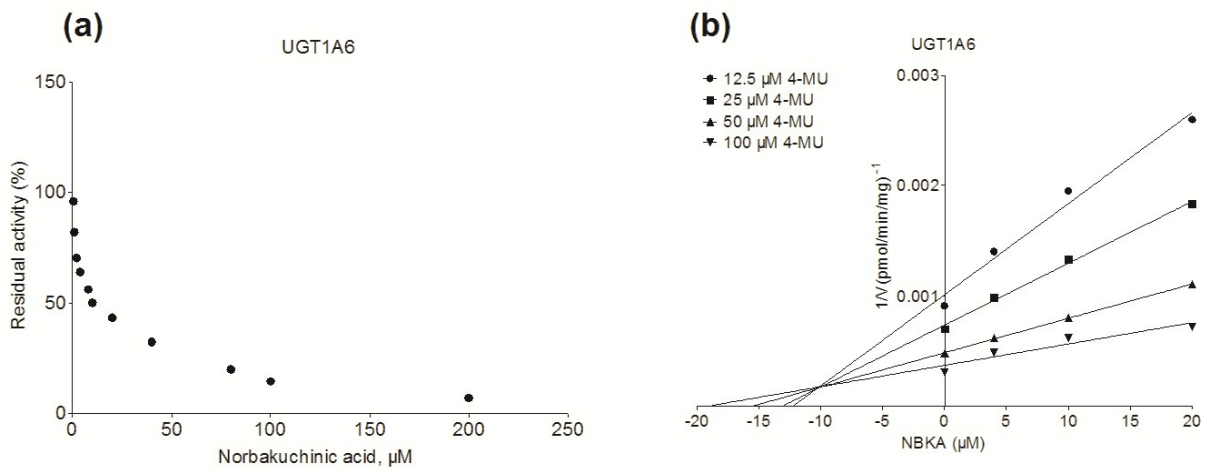 (a)
UGT1A6
150
100
50
0
0
50
100
150
200
250
Residual activity (%)
Norbakuchinic acid, µM
(b)
UGT1A6
12.5 µM 4-MU
25 µM 4-MU
50 µM 4-MU
100 µM 4-MU
0.003
0.002
0.001
1/V (pmol/min/mg)⁻¹
-20
-15
-10
-5
0
5
10
15
20
NBKA (µM)